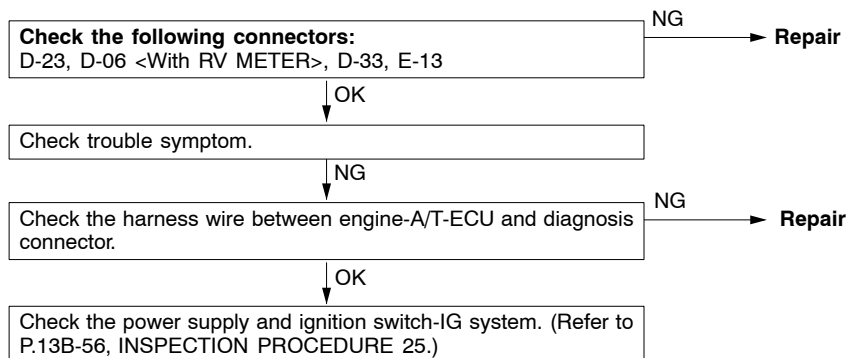 Check the following connectors:
D-23, D-06 <With RV METER>, D-33, E-13
NG
Repair
OK
Check trouble symptom.
NG
Check the harness wire between engine-A/T-ECU and diagnosis
connector.
NG
Repair
OK
Check the power supply and ignition switch-IG system. (Refer to
P.13B-56, INSPECTION PROCEDURE 25.)